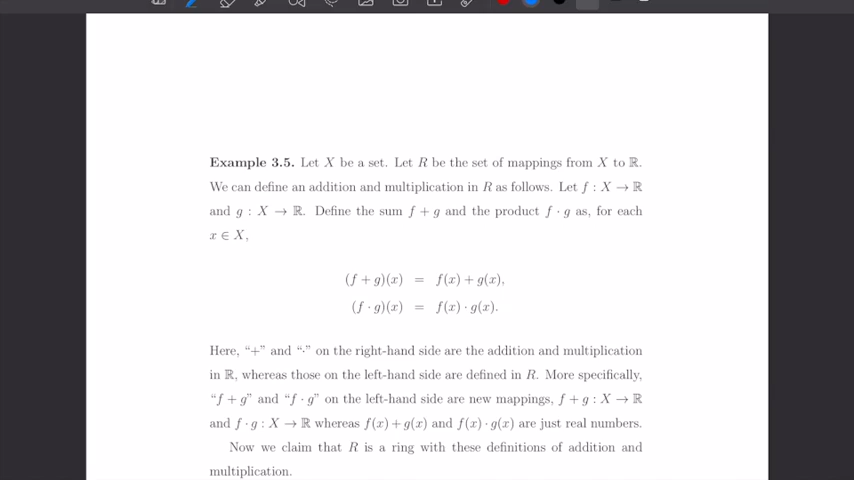 Example 3.5. Let X be a set. Let R be the set of mappings from X to ℝ.
We can define an addition and multiplication in R as follows. Let f : X → ℝ
and g : X → ℝ. Define the sum f + g and the product f · g as, for each
x ∈ X,
(f + g)(x) = f(x) + g(x),
(f · g)(x) = f(x) · g(x).
Here, “+” and “·” on the right-hand side are the addition and multiplication
in ℝ, whereas those on the left-hand side are defined in R. More specifically,
“f + g” and “f · g” on the left-hand side are new mappings, f + g : X → ℝ
and f · g : X → ℝ whereas f(x) + g(x) and f(x) · g(x) are just real numbers.
Now we claim that R is a ring with these definitions of addition and
multiplication.